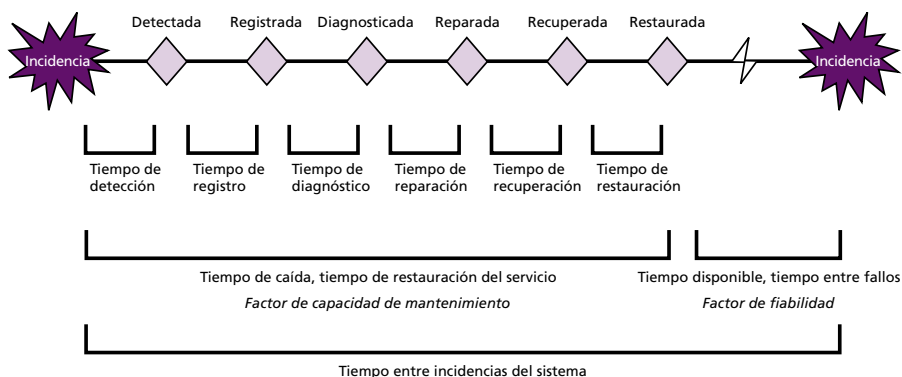 Detectada Registrada Diagnosticada Reparada Recuperada Restaurada
Incidencia Incidencia
Tiempo de detección
Tiempo de registro
Tiempo de diagnóstico
Tiempo de reparación
Tiempo de recuperación
Tiempo de restauración
Tiempo de caída, tiempo de restauración del servicio
Factor de capacidad de mantenimiento
Tiempo disponible, tiempo entre fallos
Factor de fiabilidad
Tiempo entre incidencias del sistema